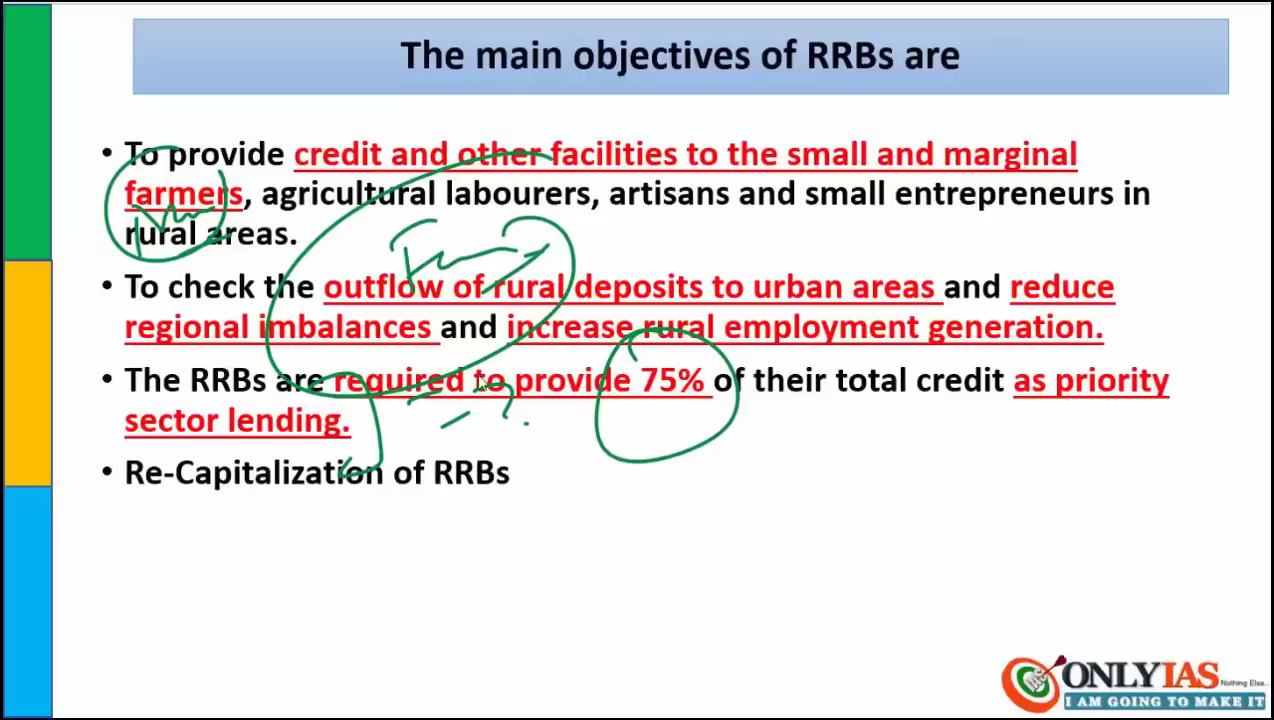 The main objectives of RRBs are
• To provide credit and other facilities to the small and marginal
farmers, agricultural labourers, artisans and small entrepreneurs in
rural areas.
• To check the outflow of rural deposits to urban areas and reduce
regional imbalances and increase rural employment generation.
• The RRBs are required to provide 75% of their total credit as priority
sector lending.
• Re-Capitalization of RRBs
ONLYIAS
Nothing Else...
I AM GOING TO MAKE IT